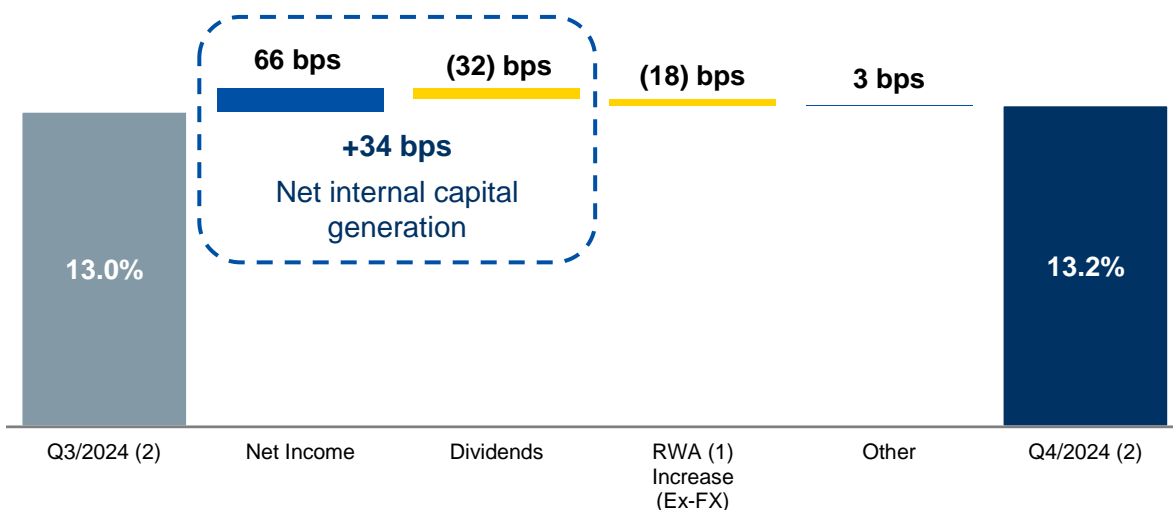 66 bps
(32) bps
(18) bps
3 bps
+34 bps
Net internal capital
generation
13.0%
13.2%
Q3/2024 (2)
Net Income
Dividends
RWA (1)
Increase
(Ex-FX)
Other
Q4/2024 (2)